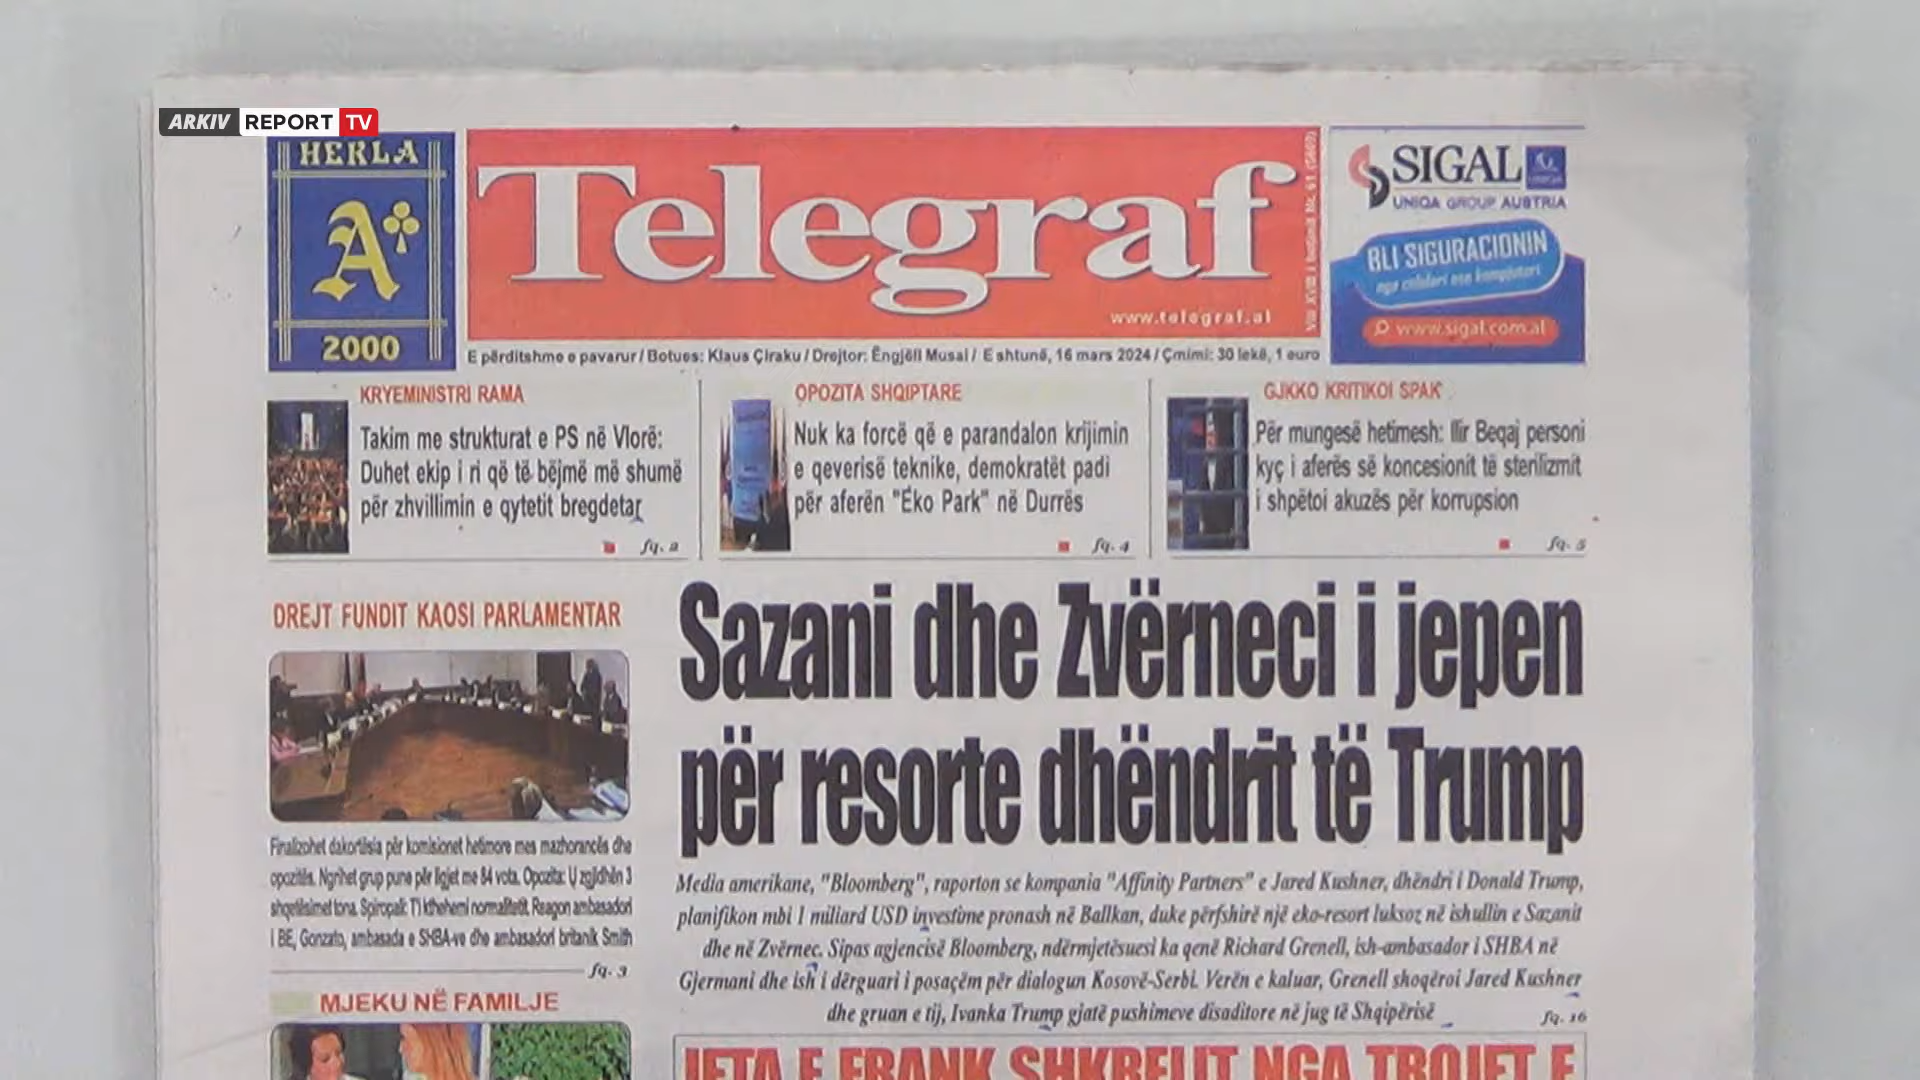 ARKIV REPORT TV
HEKLA
A
2000
Telegraf
www.telegraf.al
SIGAL
UNIQA GROUP AUSTRIA
BLI SIGURACIONIN
nga celulari ose kompjuteri
www.sigal.com.al
E përditshme e pavarur / Botues: Klaus Çiraku / Drejtor: Ëngjëll Musai / E shtunë, 16 mars 2024 / Çmimi: 30 lekë, 1 euro
KRYEMINISTRI RAMA
Takim me strukturat e PS në Vlorë:
Duhet ekip i ri që të bëjmë më shumë
për zhvillimin e qytetit bregdetar
fq. 2
OPOZITA SHQIPTARE
Nuk ka forcë që e parandalon krijimin
e qeverisë teknike, demokratët padi
për aferën "Eko Park" në Durrës
fq. 4
GJKKO KRITIKOI SPAK
Për mungesë hetimesh: Ilir Beqaj personi
kyç i aferës së koncesionit të sterilizmit
i shpëtoi akuzës për korrupsion
fq. 5
DREJT FUNDIT KAOSI PARLAMENTAR
Finalizohet dakortësia për komisionet hetimore mes mazhorancës dhe
opozitës. Ngrihet grup pune për ligjet me 84 vota. Opozita: U zgjidhën 3
shqetësimet tona. Spiropali: T'i kthehemi normalitetit. Reagon ambasadori
i BE, Gonzato, ambasada e SHBA-ve dhe ambasadori britanik Smith
fq. 3
MJEKU NË FAMILJE
Sazani dhe Zvërneci i jepen
për resorte dhëndrit të Trump
Media amerikane, "Bloomberg", raporton se kompania "Affinity Partners" e Jared Kushner, dhëndri i Donald Trump,
planifikon mbi 1 miliard USD investime pronash në Ballkan, duke përfshirë një eko-resort luksoz në ishullin e Sazanit
dhe në Zvërnec. Sipas agjencisë Bloomberg, ndërmjetësuesi ka qenë Richard Grenell, ish-ambasador i SHBA në
Gjermani dhe ish i dërguari i posaçëm për dialogun Kosovë-Serbi. Verën e kaluar, Grenell shoqëroi Jared Kushner
dhe gruan e tij, Ivanka Trump gjatë pushimeve disaditore në jug të Shqipërisë
fq. 16
JETA E FRANK SHKRELIT NGA TROJET E